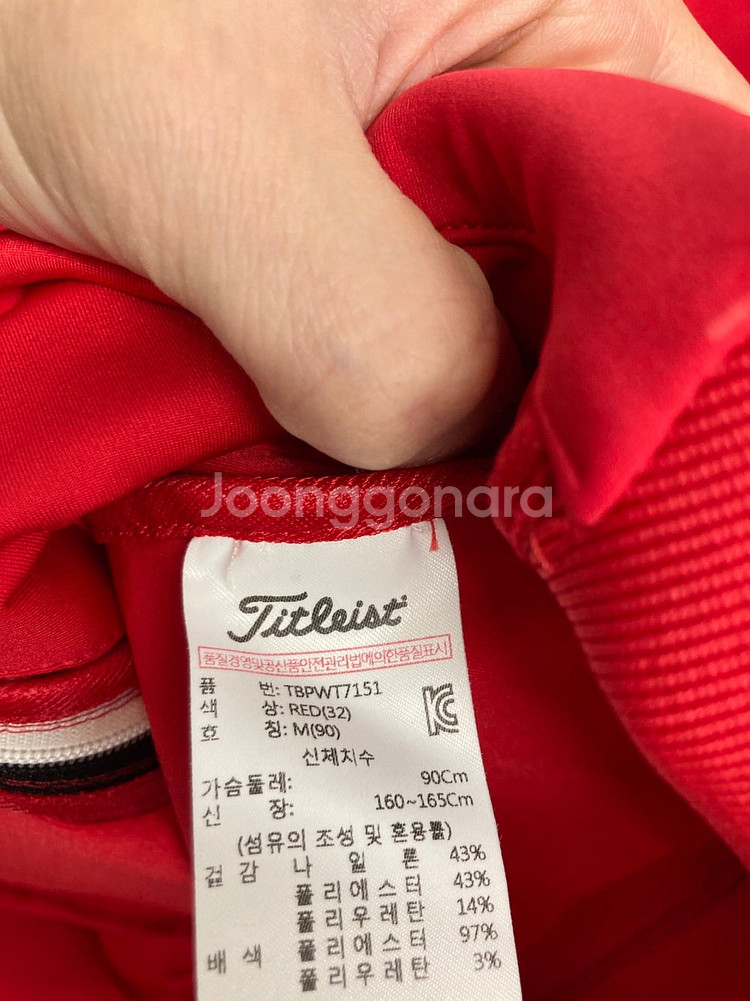 Joonggonara
Titleist
품질경영및공산품안전관리법에의한품질표시
품 번: TBPWT7151
색 상: RED(32)
호 칭: M(90)
신체치수
가슴둘레: 90Cm
신 장: 160~165Cm
(섬유의 조성 및 혼용률)
겉 감 나 일 론 43%
폴 리 에 스 터 43%
폴 리 우 레 탄 14%
배 색 폴 리 에 스 터 97%
폴 리 우 레 탄 3%